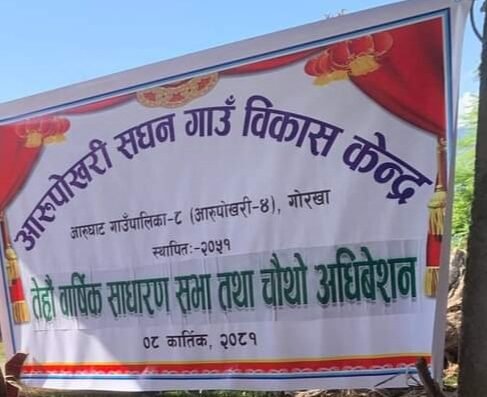 आरूपोखरी सघन गाउँ विकास केन्द्र
आरुघाट गाउँपालिका-८ (आरुपोखरी-४), गोरखा
स्थापितः-२०५१
तेह्रौं वार्षिक साधारण सभा तथा चौथो अधिबेशन
०८ कार्तिक, २०८१